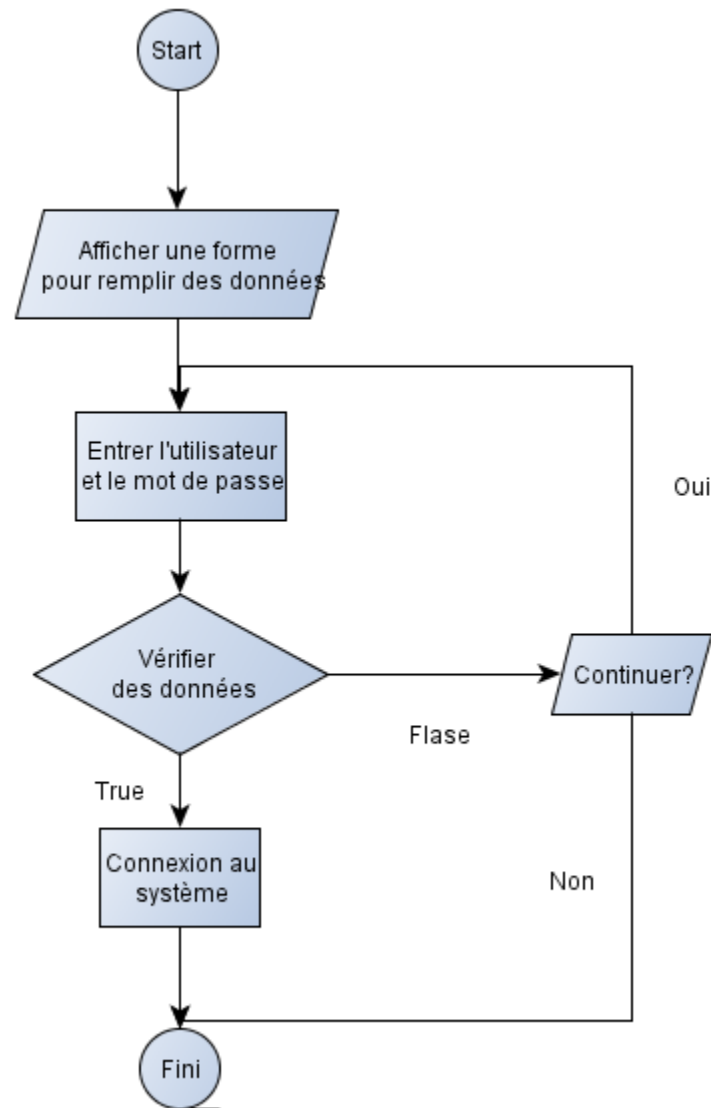 Start
Afficher une forme
pour remplir des données
Entrer l'utilisateur
et le mot de passe
Oui
Vérifier
des données
Continuer?
Flase
True
Connexion au
système
Non
Fini